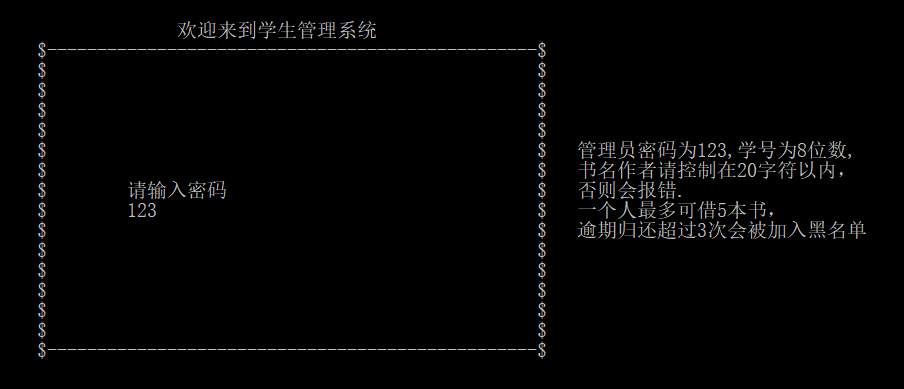 欢迎来到学生管理系统
$-------------------------------------------------$
$ $
$ $
$ $
$ $
$ $ 管理员密码为123,学号为8位数,
$ $ 书名作者请控制在20字符以内,
$ 请输入密码 $ 否则会报错.
$ 123 $ 一个人最多可借5本书,
$ $ 逾期归还超过3次会被加入黑名单
$ $
$ $
$ $
$ $
$ $
$-------------------------------------------------$